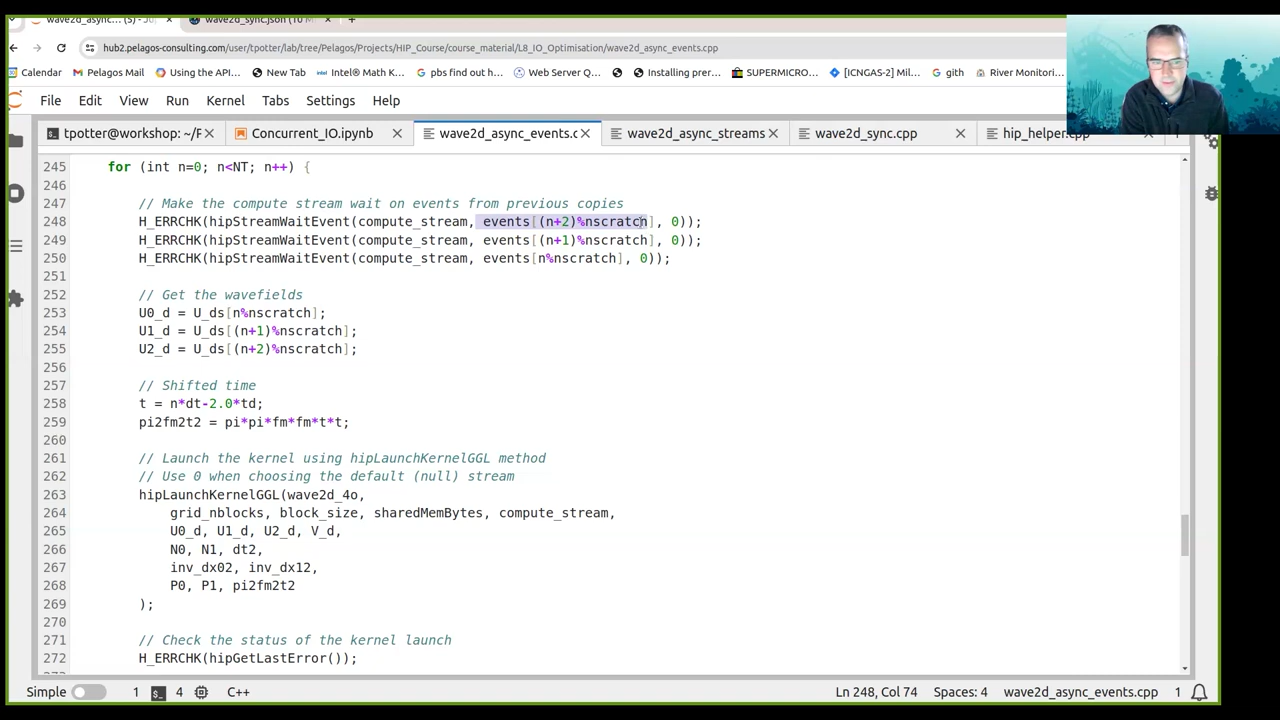 wave2d_async... (5) - Ju
wave2d_sync.json (10 M
hub2.pelagos-consulting.com/user/tpotter/lab/tree/Pelagos/Projects/HIP_Course/course_material/L8_IO_Optimisation/wave2d_async_events.cpp
Calendar Pelagos Mail Using the API... New Tab Intel® Math K... pbs find out h... Web Server Q... Installing prer... SUPERMICRO... [ICNGAS-2] Mil... gith River Monitori...
File Edit View Run Kernel Tabs Settings Help
tpotter@workshop: ~/F Concurrent_IO.ipynb wave2d_async_events.c wave2d_async_streams wave2d_sync.cpp hip_helper.cpp
245 for (int n=0; n<NT; n++) {
246
247 // Make the compute stream wait on events from previous copies
248 H_ERRCHK(hipStreamWaitEvent(compute_stream, events[(n+2)%nscratch], 0));
249 H_ERRCHK(hipStreamWaitEvent(compute_stream, events[(n+1)%nscratch], 0));
250 H_ERRCHK(hipStreamWaitEvent(compute_stream, events[n%nscratch], 0));
251
252 // Get the wavefields
253 U0_d = U_ds[n%nscratch];
254 U1_d = U_ds[(n+1)%nscratch];
255 U2_d = U_ds[(n+2)%nscratch];
256
257 // Shifted time
258 t = n*dt-2.0*td;
259 pi2fm2t2 = pi*pi*fm*fm*t*t;
260
261 // Launch the kernel using hipLaunchKernelGGL method
262 // Use 0 when choosing the default (null) stream
263 hipLaunchKernelGGL(wave2d_4o,
264 grid_nblocks, block_size, sharedMemBytes, compute_stream,
265 U0_d, U1_d, U2_d, V_d,
266 N0, N1, dt2,
267 inv_dx02, inv_dx12,
268 P0, P1, pi2fm2t2
269 );
270
271 // Check the status of the kernel launch
272 H_ERRCHK(hipGetLastError());
Simple 1 4 C++ Ln 248, Col 74 Spaces: 4 wave2d_async_events.cpp 1